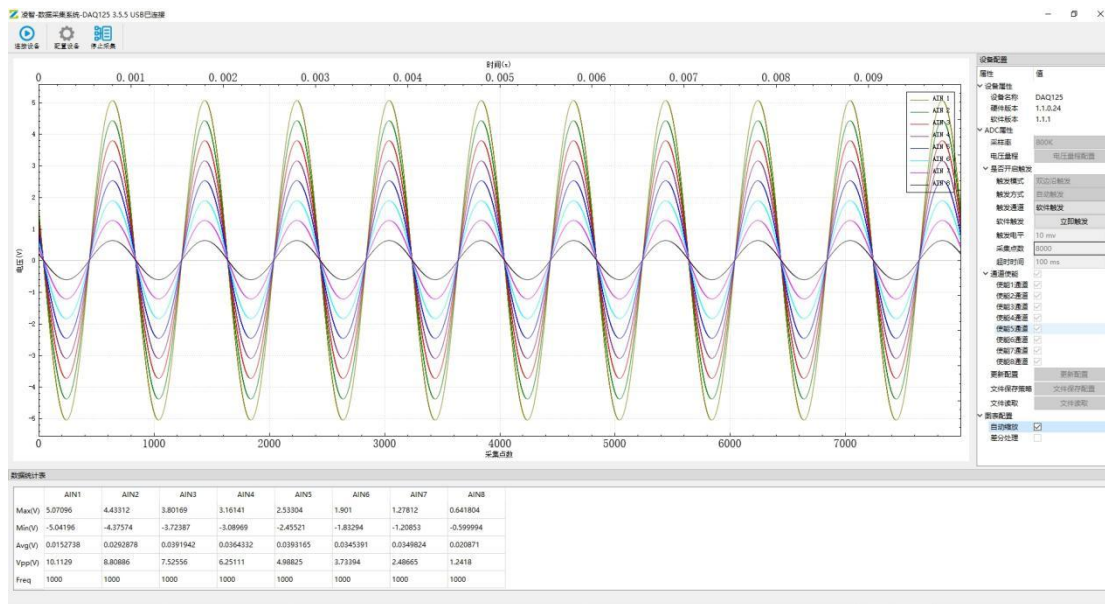 凌智-数据采集系统-DAQ125 3.5.5 USB已连接
连接设备 配置设备 停止采集
时间(s)
0 0.001 0.002 0.003 0.004 0.005 0.006 0.007 0.008 0.009
AIN 1
AIN 2
AIN 3
AIN 4
AIN 5
AIN 6
AIN 7
AIN 8
电压(V)
5
4
3
2
1
0
-1
-2
-3
-4
-5
0 1000 2000 3000 4000 5000 6000 7000
采集点数
设备配置
属性 值
设备属性
设备名称 DAQ125
硬件版本 1.1.0.24
软件版本 1.1.1
ADC属性
采样率 800K
电压量程 电压量程配置
是否开启触发
触发模式 双边沿触发
触发方式 自动触发
触发通道 软件触发
软件触发 立即触发
触发电平 10 mv
采集点数 8000
超时时间 100 ms
通道使能
使能1通道
使能2通道
使能3通道
使能4通道
使能5通道
使能6通道
使能7通道
使能8通道
更新配置 更新配置
文件保存策略 文件保存配置
文件读取 文件读取
图表配置
自动缩放
差分处理
数据统计表
AIN1 AIN2 AIN3 AIN4 AIN5 AIN6 AIN7 AIN8
Max(V) 5.07096 4.43312 3.80169 3.16141 2.53304 1.901 1.27812 0.641804
Min(V) -5.04196 -4.37574 -3.72387 -3.08969 -2.45521 -1.83294 -1.20853 -0.599994
Avg(V) 0.0152738 0.0292878 0.0391942 0.0364332 0.0393165 0.0345391 0.0349824 0.020871
Vpp(V) 10.1129 8.80886 7.52556 6.25111 4.98825 3.73394 2.48665 1.2418
Freq 1000 1000 1000 1000 1000 1000 1000 1000